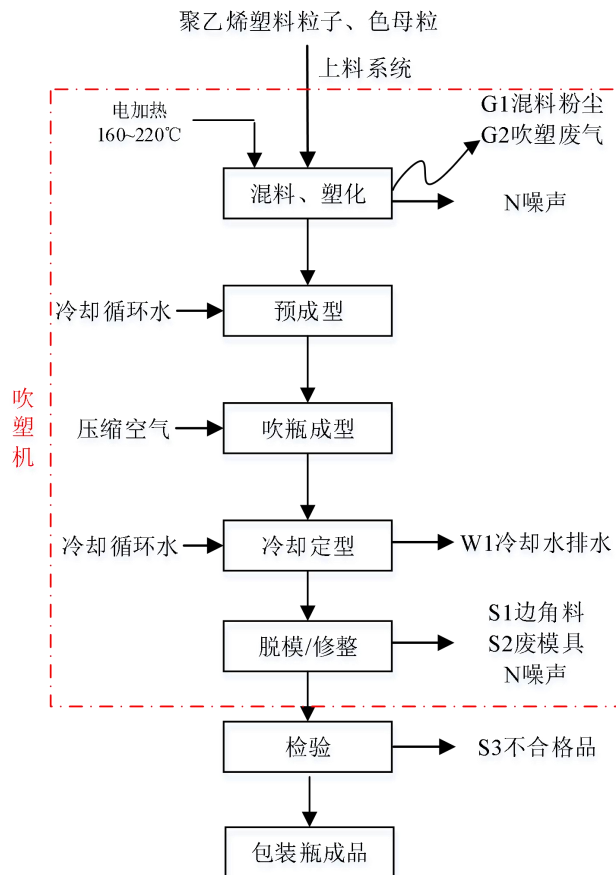 聚乙烯塑料粒子、色母粒
上料系统
电加热
160~220℃
G1混料粉尘
G2吹塑废气
混料、塑化
N噪声
冷却循环水
预成型
吹塑机
压缩空气
吹瓶成型
冷却循环水
冷却定型
W1冷却水排水
脱模/修整
S1边角料
S2废模具
N噪声
检验
S3不合格品
包装瓶成品